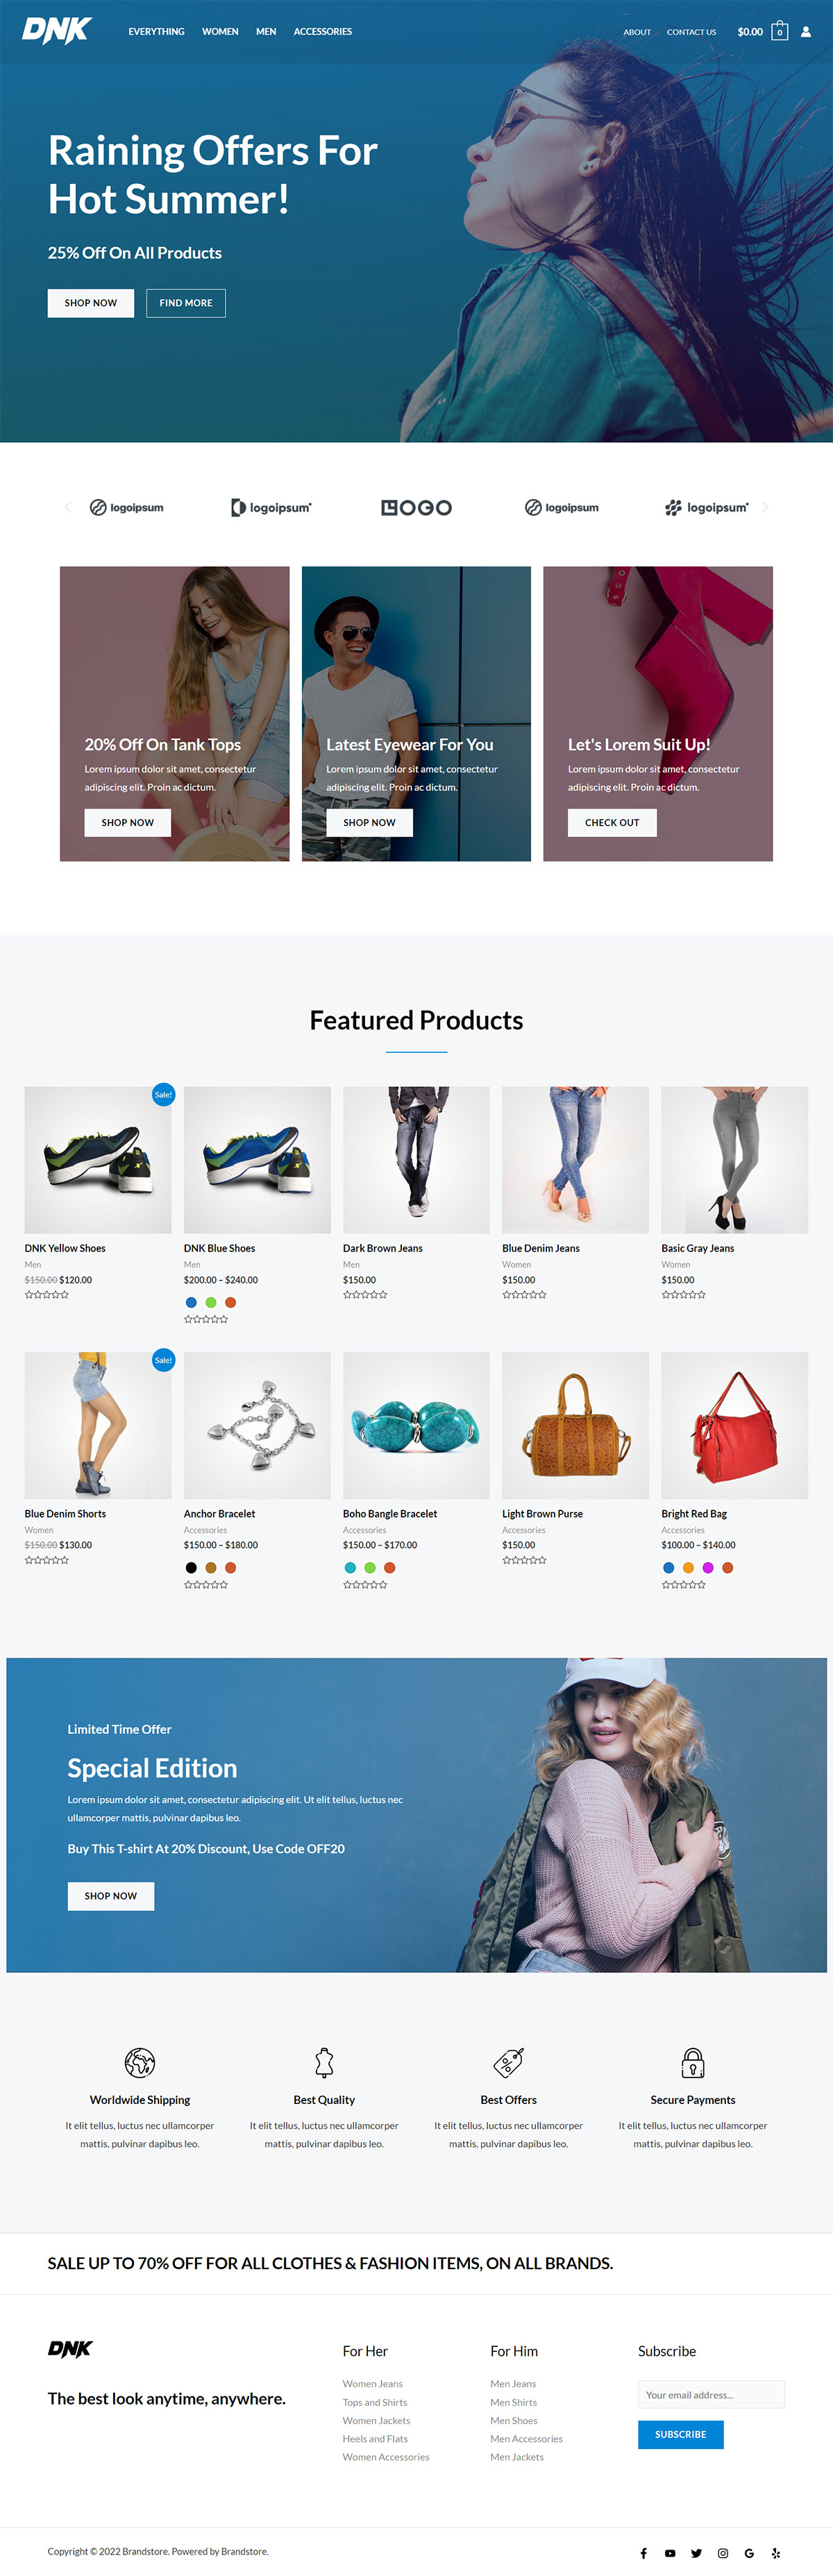 DNK
EVERYTHING WOMEN MEN ACCESSORIES
ABOUT CONTACT US $0.00 0
Raining Offers For
Hot Summer!
25% Off On All Products
SHOP NOW FIND MORE
logoipsum logoipsum LOGO logoipsum logoipsum
20% Off On Tank Tops
Lorem ipsum dolor sit amet, consectetur
adipiscing elit. Proin ac dictum.
SHOP NOW
Latest Eyewear For You
Lorem ipsum dolor sit amet, consectetur
adipiscing elit. Proin ac dictum.
SHOP NOW
Let's Lorem Suit Up!
Lorem ipsum dolor sit amet, consectetur
adipiscing elit. Proin ac dictum.
CHECK OUT
Featured Products
Sale!
DNK Yellow Shoes
Men
$150.00 $120.00
DNK Blue Shoes
Men
$200.00 – $240.00
Dark Brown Jeans
Men
$150.00
Blue Denim Jeans
Women
$150.00
Basic Gray Jeans
Women
$150.00
Sale!
Blue Denim Shorts
Women
$150.00 $130.00
Anchor Bracelet
Accessories
$150.00 – $180.00
Boho Bangle Bracelet
Accessories
$150.00 – $170.00
Light Brown Purse
Accessories
$150.00
Bright Red Bag
Accessories
$100.00 – $140.00
Limited Time Offer
Special Edition
Lorem ipsum dolor sit amet, consectetur adipiscing elit. Ut elit tellus, luctus nec
ullamcorper mattis, pulvinar dapibus leo.
Buy This T-shirt At 20% Discount, Use Code OFF20
SHOP NOW
Worldwide Shipping
It elit tellus, luctus nec ullamcorper
mattis, pulvinar dapibus leo.
Best Quality
It elit tellus, luctus nec ullamcorper
mattis, pulvinar dapibus leo.
Best Offers
It elit tellus, luctus nec ullamcorper
mattis, pulvinar dapibus leo.
Secure Payments
It elit tellus, luctus nec ullamcorper
mattis, pulvinar dapibus leo.
SALE UP TO 70% OFF FOR ALL CLOTHES & FASHION ITEMS, ON ALL BRANDS.
DNK
The best look anytime, anywhere.
For Her
Women Jeans
Tops and Shirts
Women Jackets
Heels and Flats
Women Accessories
For Him
Men Jeans
Men Shirts
Men Shoes
Men Accessories
Men Jackets
Subscribe
Your email address...
SUBSCRIBE
Copyright © 2022 Brandstore. Powered by Brandstore.